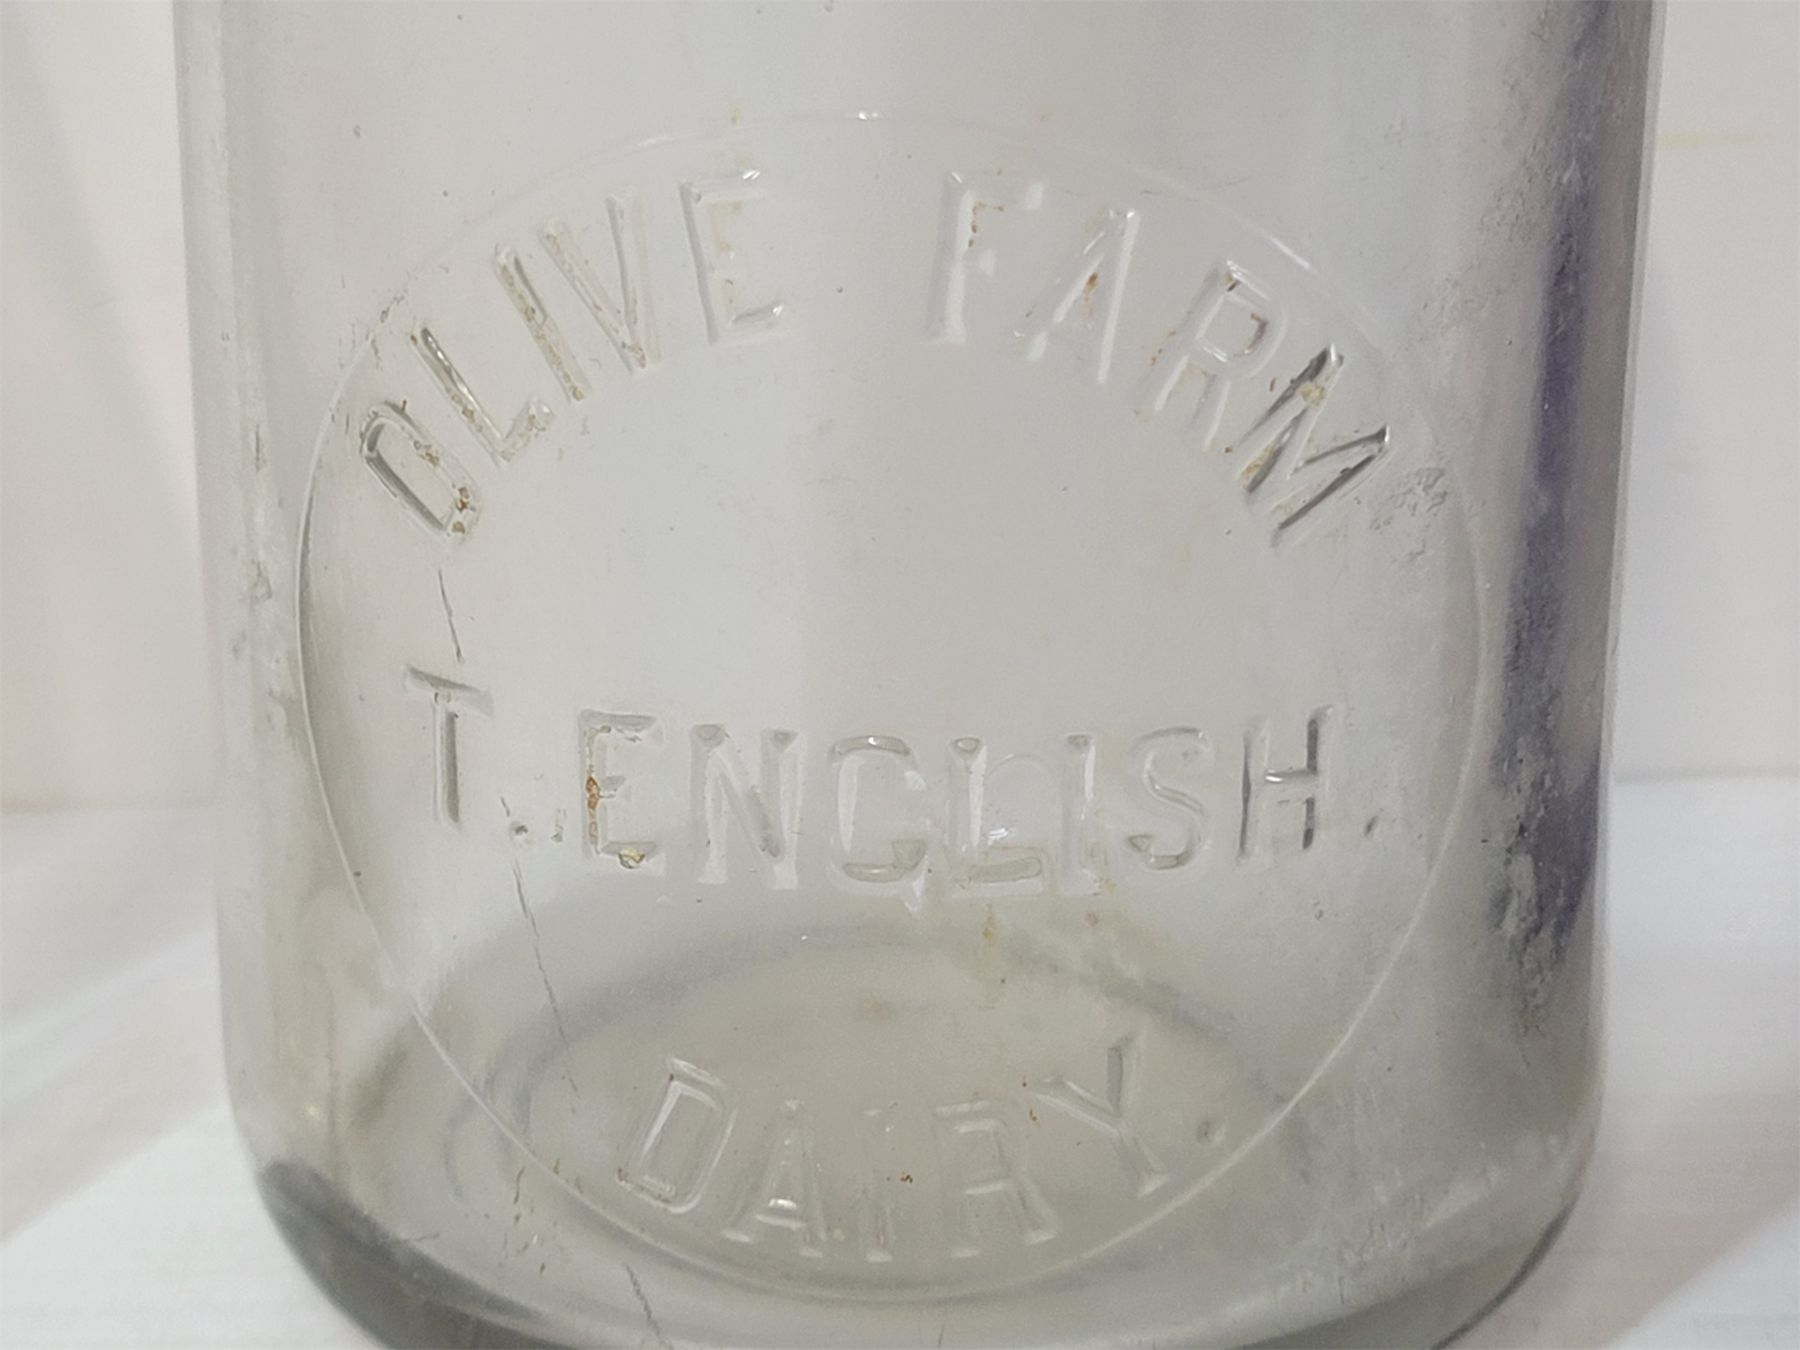 OLIVE FARM
T. ENGLISH.
DAIRY.